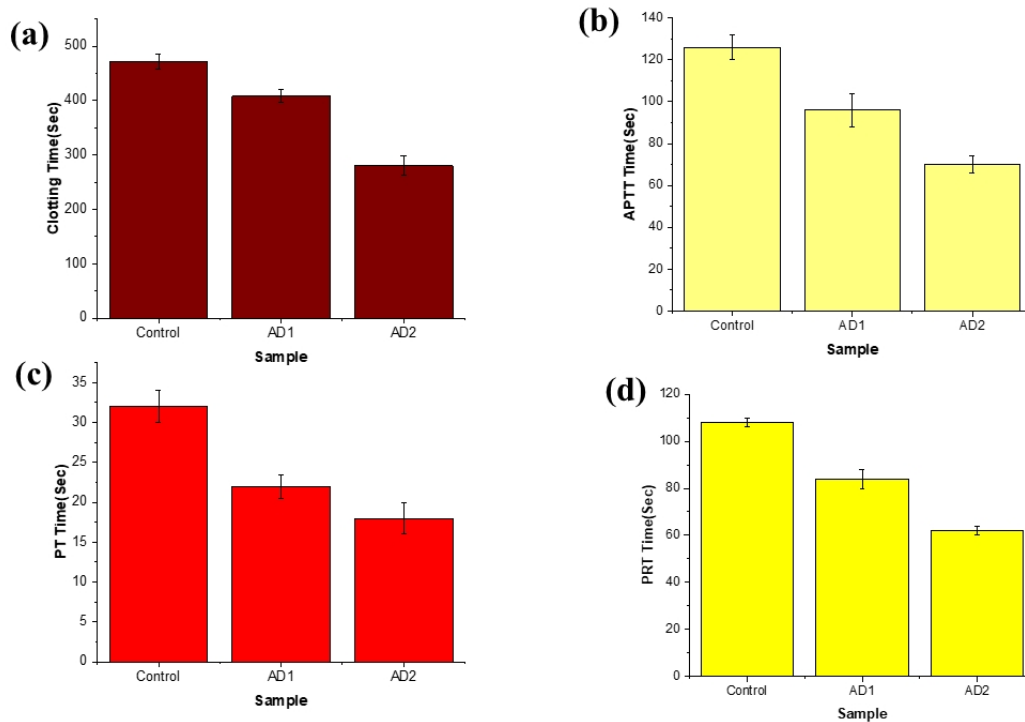 (a)
Clotting Time(Sec)
500
400
300
200
100
0
Control AD1 AD2
Sample
(b)
APTT Time(Sec)
140
120
100
80
60
40
20
0
Control AD1 AD2
Sample
(c)
PT Time(Sec)
35
30
25
20
15
10
5
0
Control AD1 AD2
Sample
(d)
PRT Time(Sec)
120
100
80
60
40
20
0
Control AD1 AD2
Sample